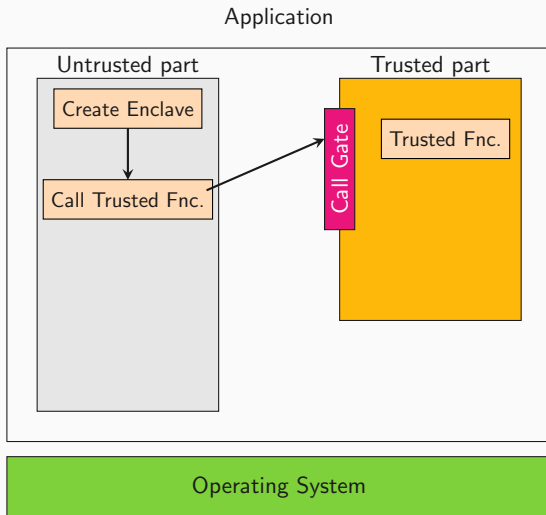 Application
Untrusted part
Trusted part
Create Enclave
Call Gate
Trusted Fnc.
Call Trusted Fnc.
Operating System